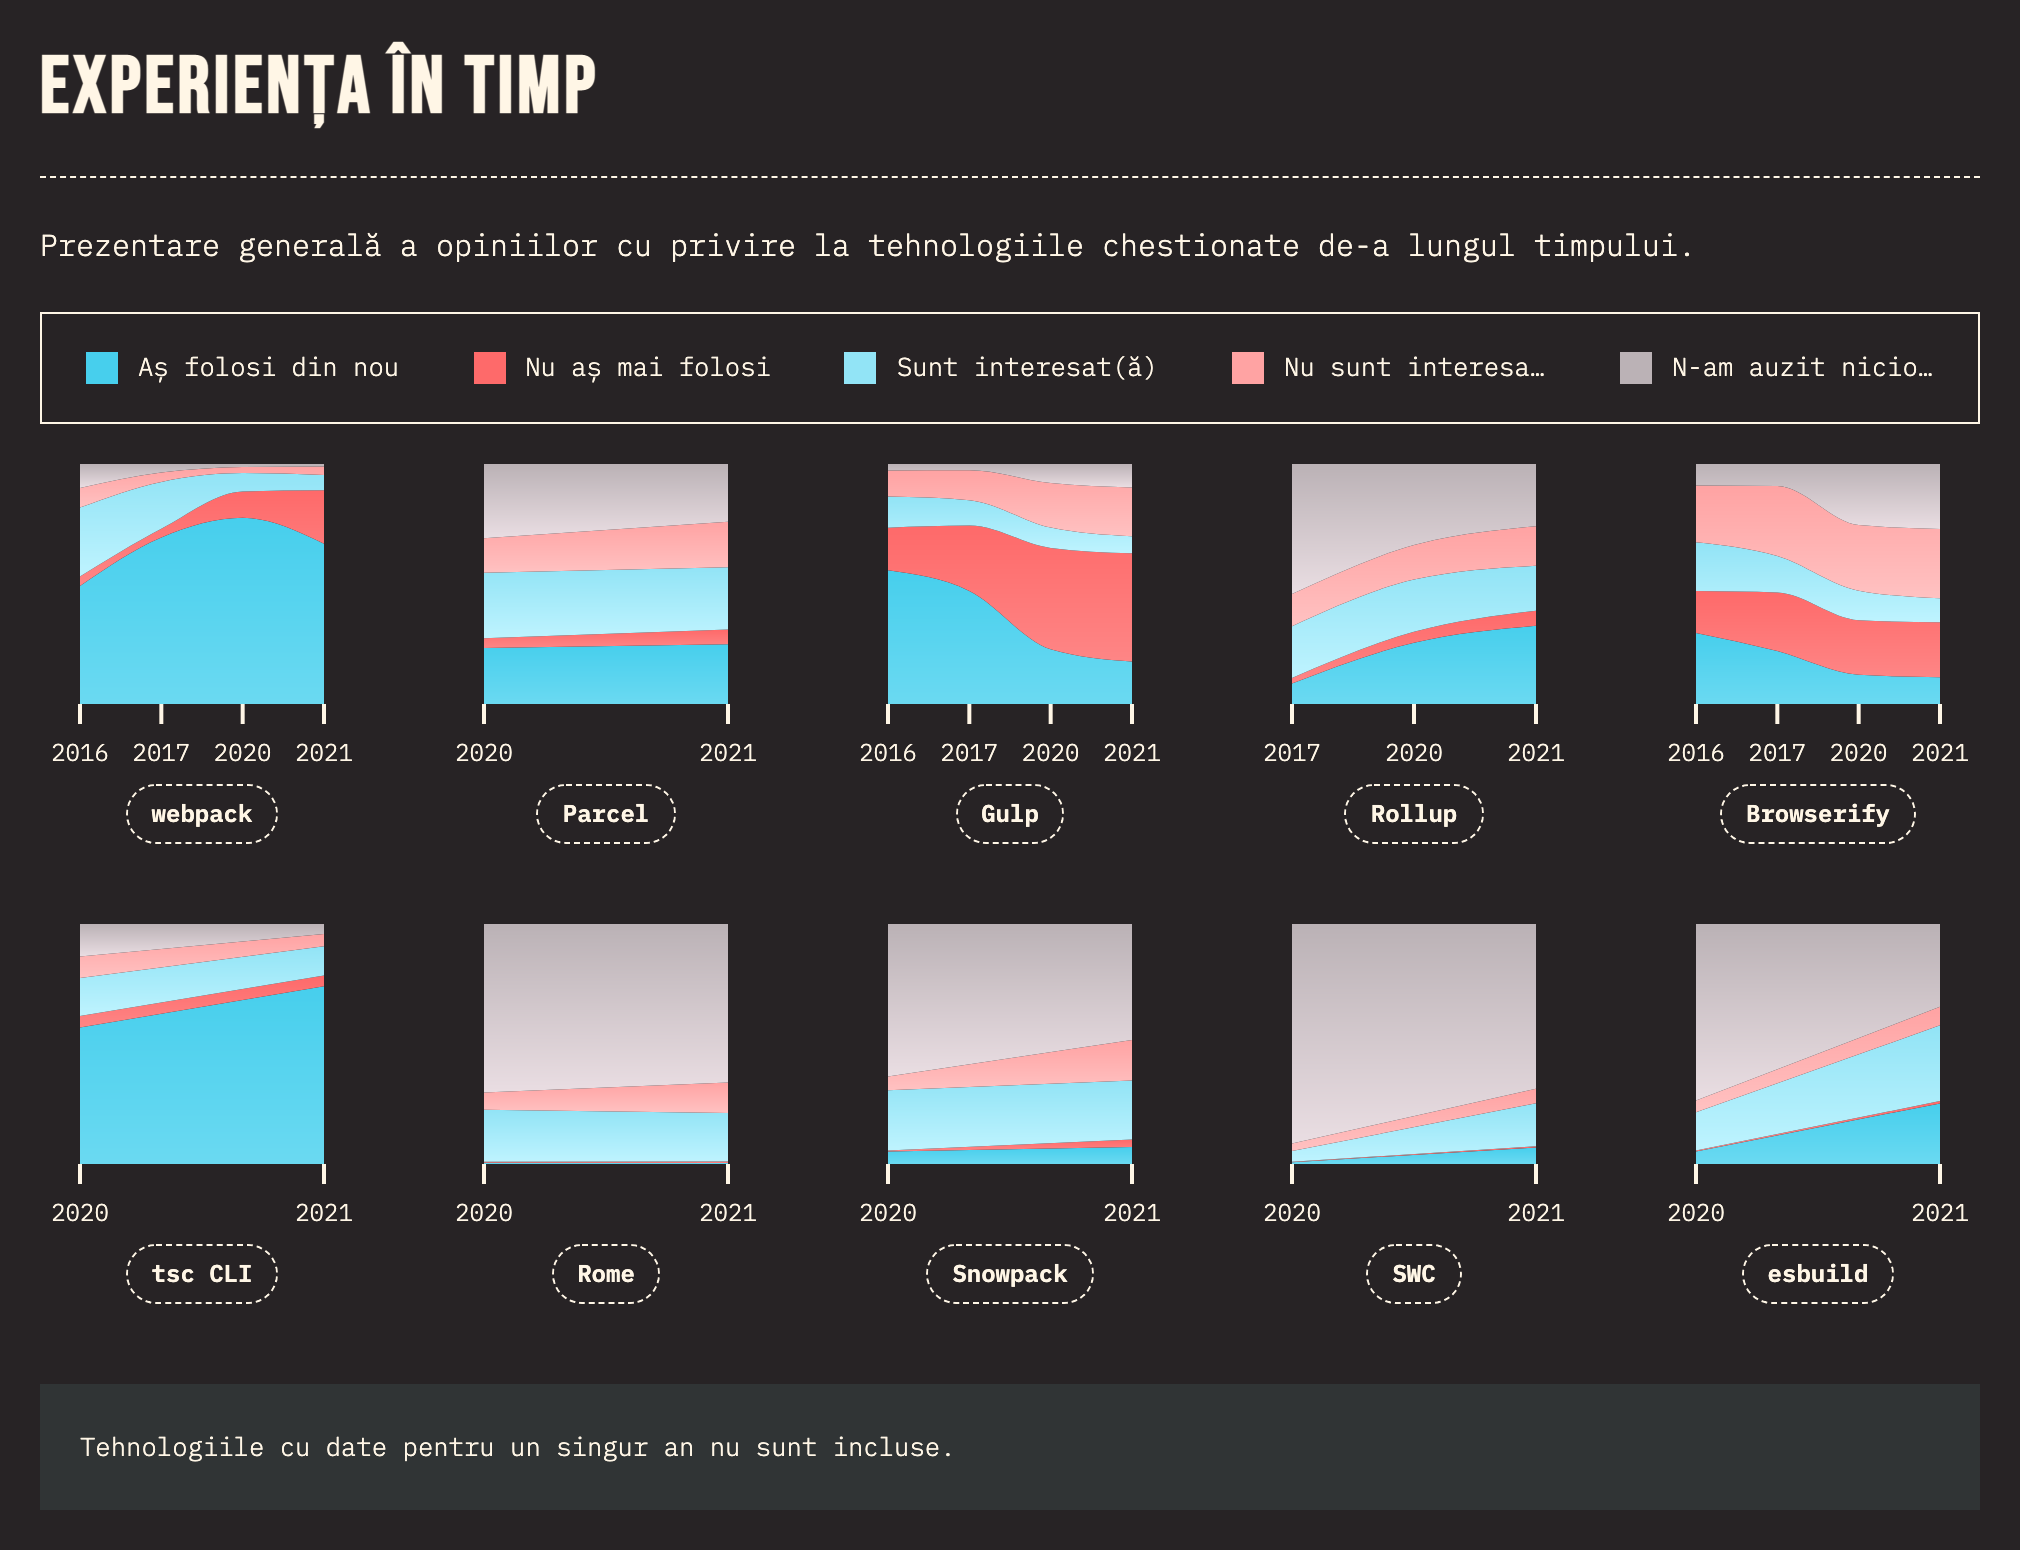 EXPERIENȚA ÎN TIMP
Prezentare generală a opiniilor cu privire la tehnologiile chestionate de-a lungul timpului.
Aș folosi din nou Nu aș mai folosi Sunt interesat(ă) Nu sunt interesa… N-am auzit nicio…
2016 2017 2020 2021 2020 2021 2016 2017 2020 2021 2017 2020 2021 2016 2017 2020 2021
webpack Parcel Gulp Rollup Browserify
2020 2021 2020 2021 2020 2021 2020 2021 2020 2021
tsc CLI Rome Snowpack SWC esbuild
Tehnologiile cu date pentru un singur an nu sunt incluse.